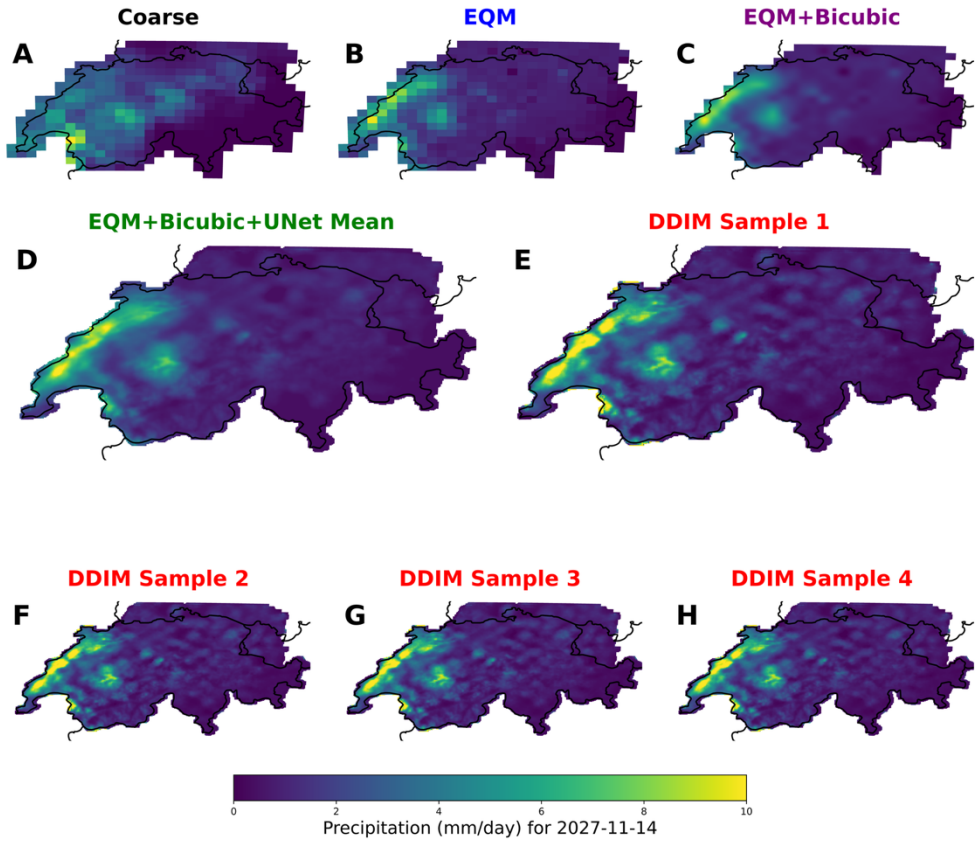 Coarse
EQM
EQM+Bicubic
A
B
C
EQM+Bicubic+UNet Mean
DDIM Sample 1
D
E
DDIM Sample 2
DDIM Sample 3
DDIM Sample 4
F
G
H
0 2 4 6 8 10
Precipitation (mm/day) for 2027-11-14